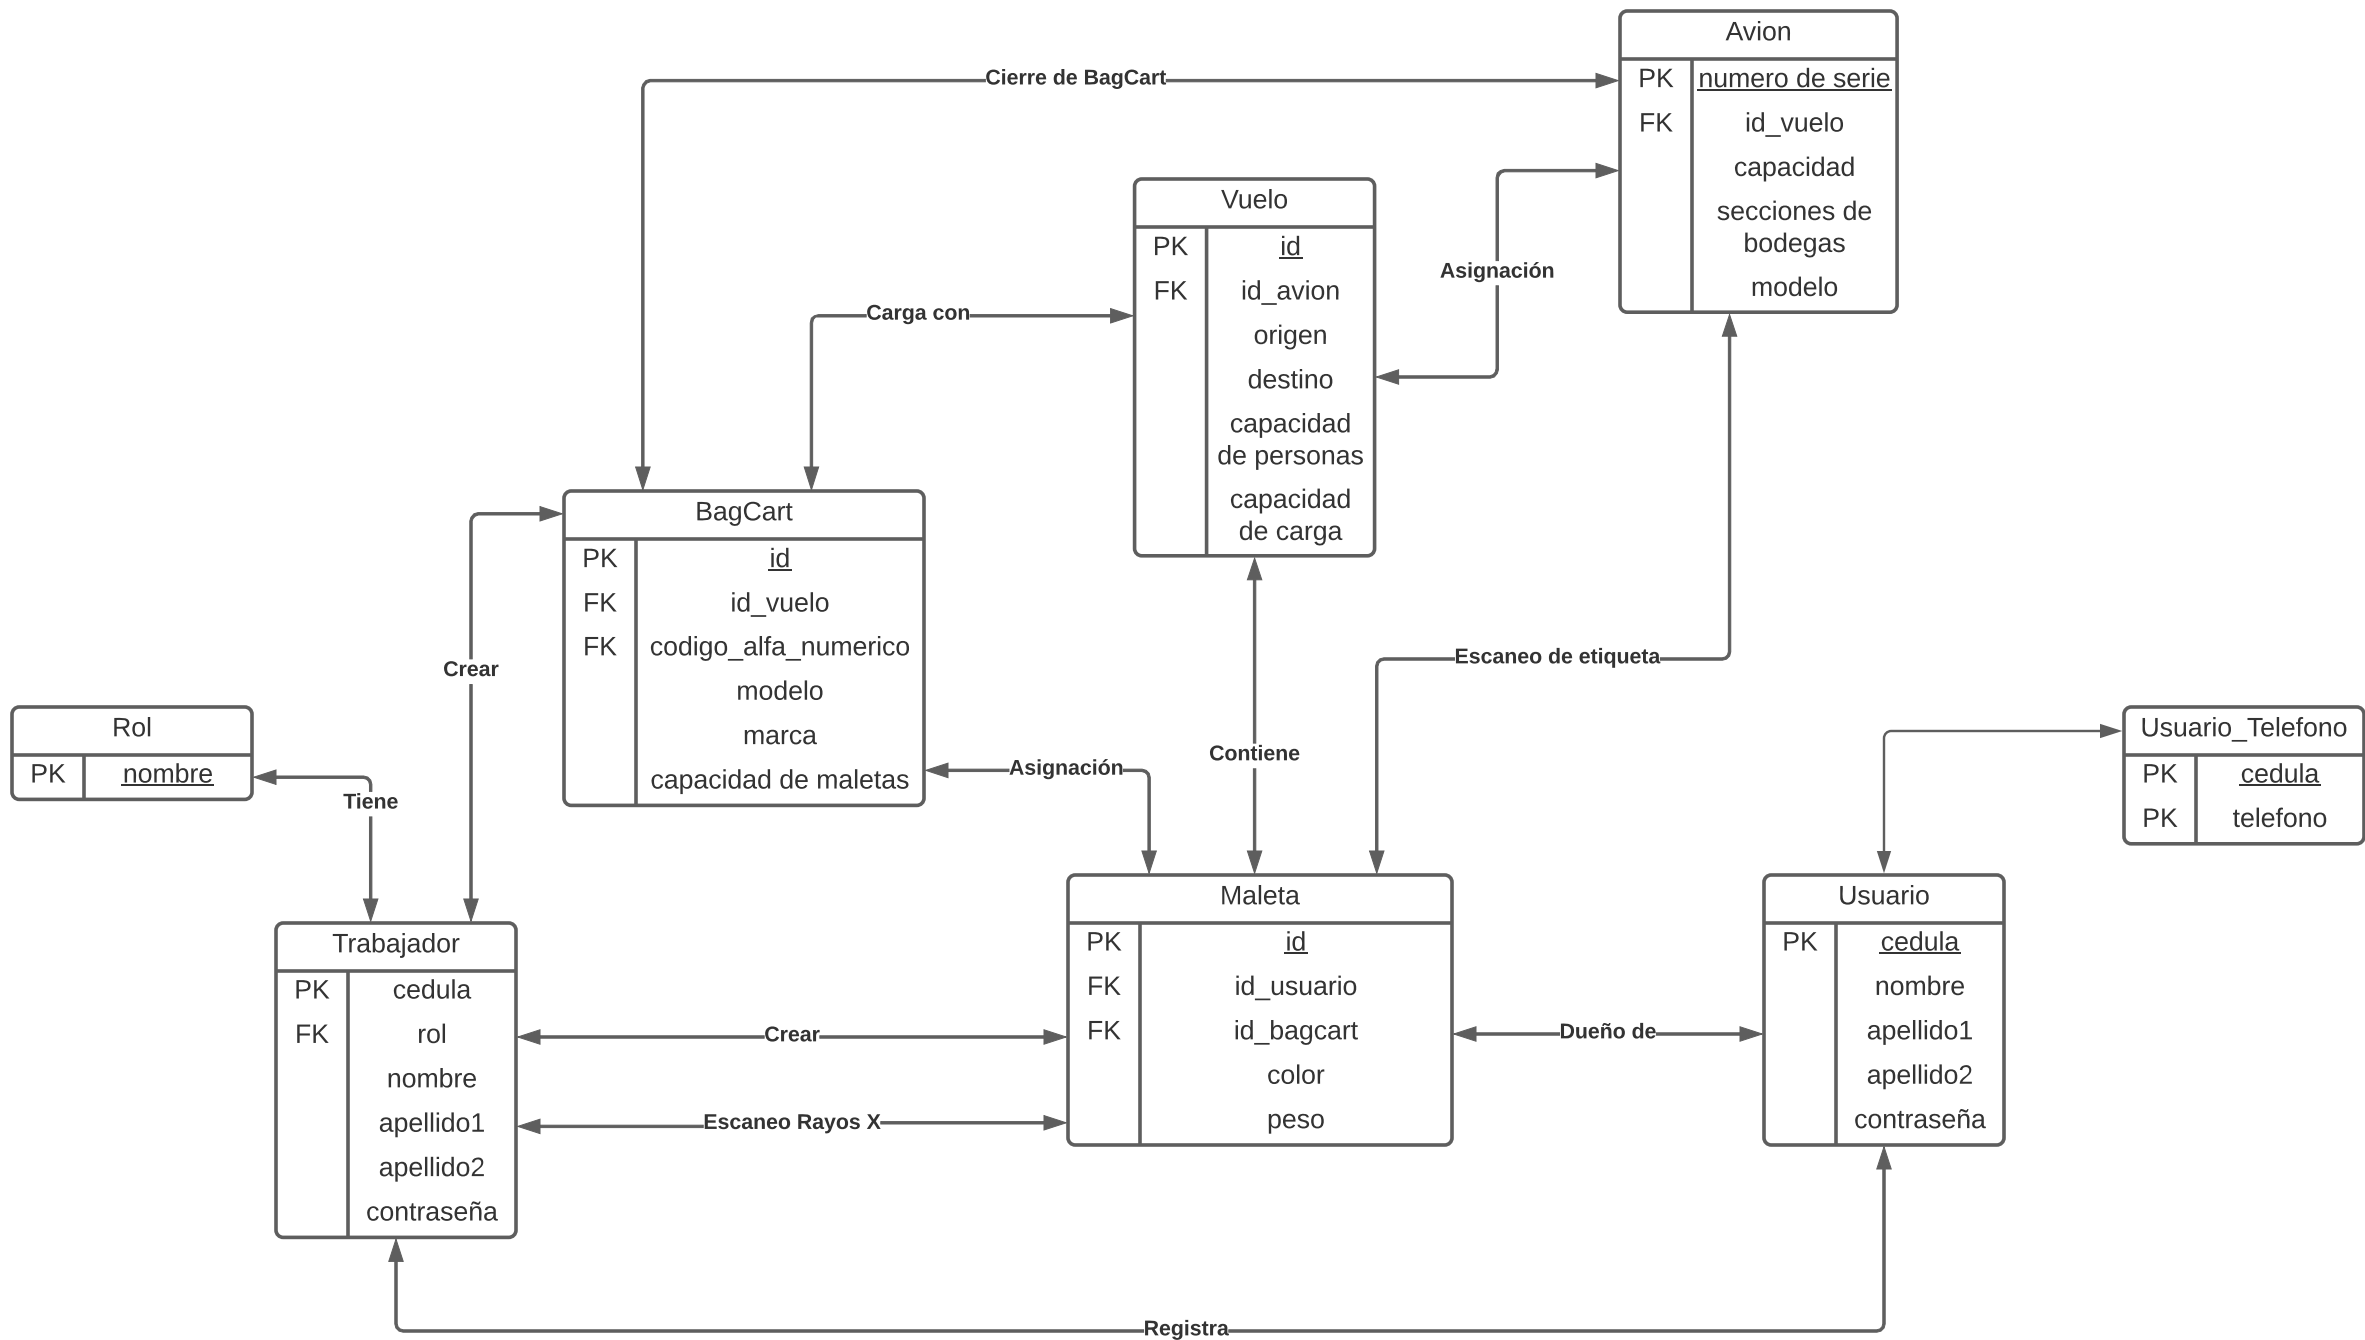 Avion
PK numero de serie
FK id_vuelo
capacidad
secciones de
bodegas
modelo
Cierre de BagCart
Vuelo
PK id
FK id_avion
origen
destino
capacidad
de personas
capacidad
de carga
Asignación
Carga con
BagCart
PK id
FK id_vuelo
FK codigo_alfa_numerico
modelo
marca
capacidad de maletas
Crear
Escaneo de etiqueta
Contiene
Asignación
Rol
PK nombre
Tiene
Usuario_Telefono
PK cedula
PK telefono
Trabajador
PK cedula
FK rol
nombre
apellido1
apellido2
contraseña
Crear
Escaneo Rayos X
Maleta
PK id
FK id_usuario
FK id_bagcart
color
peso
Dueño de
Usuario
PK cedula
nombre
apellido1
apellido2
contraseña
Registra